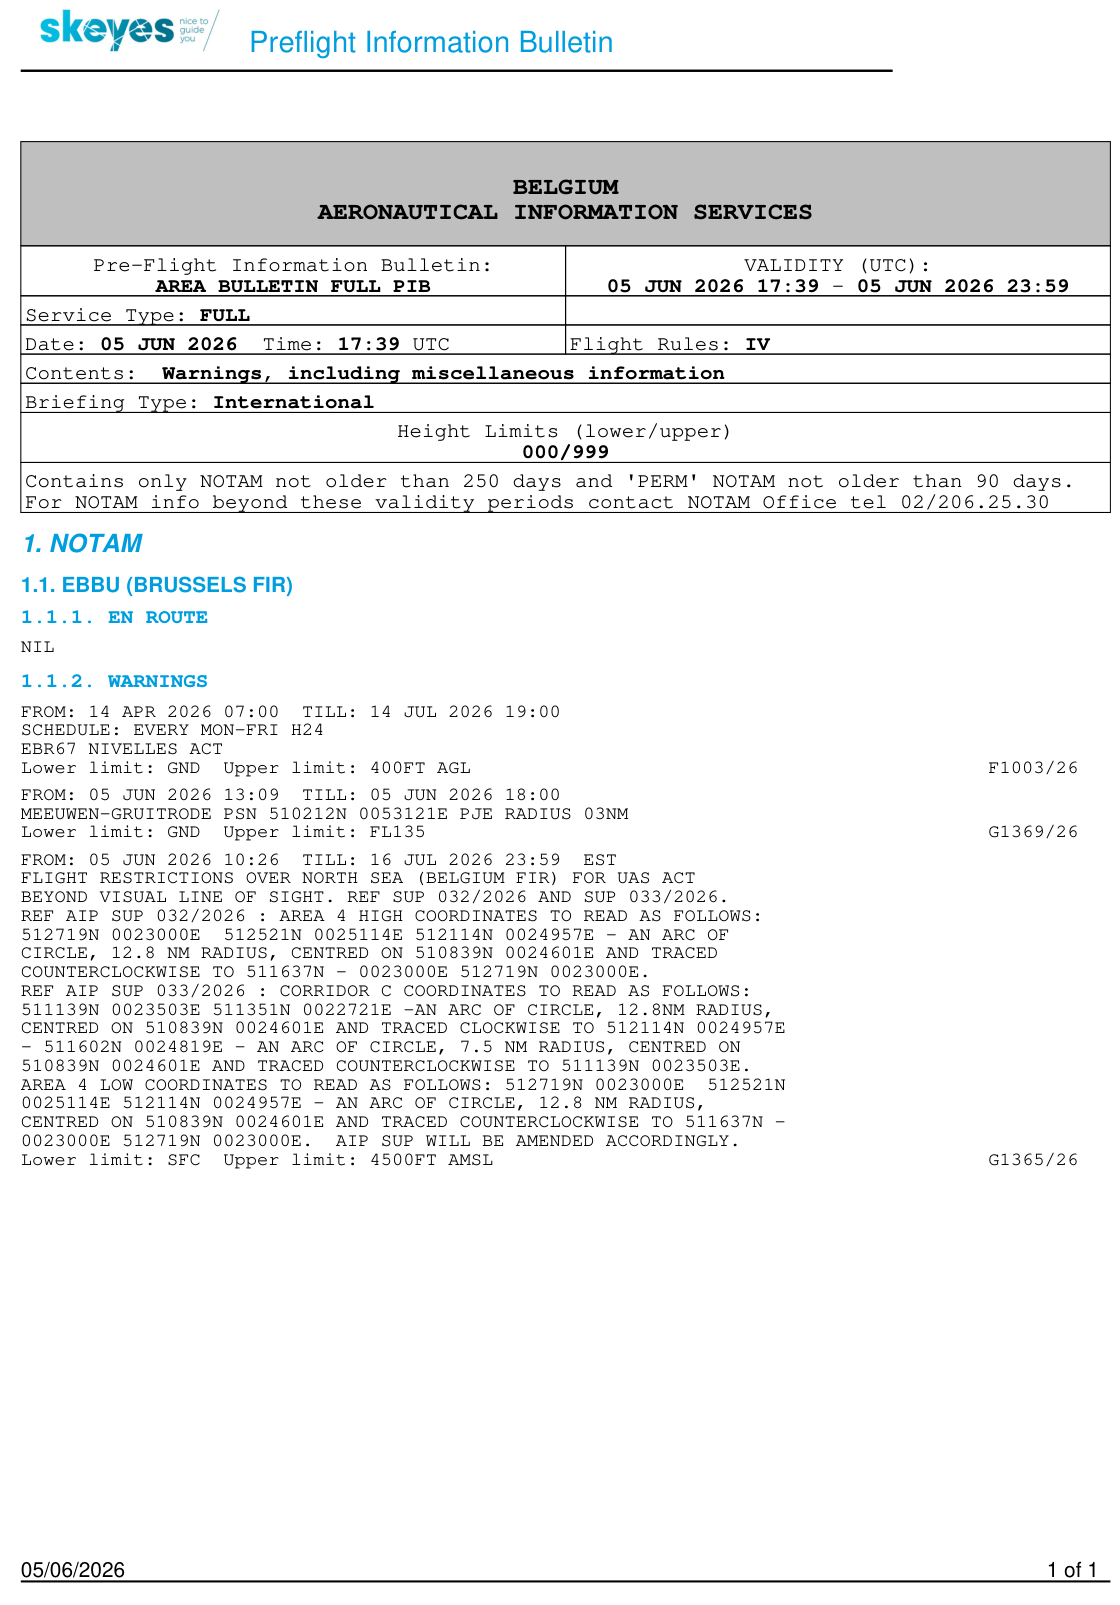 skeyes nice to guide you
Preflight Information Bulletin
BELGIUM
AERONAUTICAL INFORMATION SERVICES
Pre-Flight Information Bulletin:
AREA BULLETIN FULL PIB
VALIDITY (UTC):
05 JUN 2026 17:39 - 05 JUN 2026 23:59
Service Type: FULL
Date: 05 JUN 2026 Time: 17:39 UTC
Flight Rules: IV
Contents: Warnings, including miscellaneous information
Briefing Type: International
Height Limits (lower/upper)
000/999
Contains only NOTAM not older than 250 days and 'PERM' NOTAM not older than 90 days.
For NOTAM info beyond these validity periods contact NOTAM Office tel 02/206.25.30
1. NOTAM
1.1. EBBU (BRUSSELS FIR)
1.1.1. EN ROUTE
NIL
1.1.2. WARNINGS
FROM: 14 APR 2026 07:00 TILL: 14 JUL 2026 19:00
SCHEDULE: EVERY MON-FRI H24
EBR67 NIVELLES ACT
Lower limit: GND Upper limit: 400FT AGL F1003/26
FROM: 05 JUN 2026 13:09 TILL: 05 JUN 2026 18:00
MEEUWEN-GRUITRODE PSN 510212N 0053121E PJE RADIUS 03NM
Lower limit: GND Upper limit: FL135 G1369/26
FROM: 05 JUN 2026 10:26 TILL: 16 JUL 2026 23:59 EST
FLIGHT RESTRICTIONS OVER NORTH SEA (BELGIUM FIR) FOR UAS ACT
BEYOND VISUAL LINE OF SIGHT. REF SUP 032/2026 AND SUP 033/2026.
REF AIP SUP 032/2026 : AREA 4 HIGH COORDINATES TO READ AS FOLLOWS:
512719N 0023000E 512521N 0025114E 512114N 0024957E - AN ARC OF
CIRCLE, 12.8 NM RADIUS, CENTRED ON 510839N 0024601E AND TRACED
COUNTERCLOCKWISE TO 511637N - 0023000E 512719N 0023000E.
REF AIP SUP 033/2026 : CORRIDOR C COORDINATES TO READ AS FOLLOWS:
511139N 0023503E 511351N 0022721E -AN ARC OF CIRCLE, 12.8NM RADIUS,
CENTRED ON 510839N 0024601E AND TRACED CLOCKWISE TO 512114N 0024957E
- 511602N 0024819E - AN ARC OF CIRCLE, 7.5 NM RADIUS, CENTRED ON
510839N 0024601E AND TRACED COUNTERCLOCKWISE TO 511139N 0023503E.
AREA 4 LOW COORDINATES TO READ AS FOLLOWS: 512719N 0023000E 512521N
0025114E 512114N 0024957E - AN ARC OF CIRCLE, 12.8 NM RADIUS,
CENTRED ON 510839N 0024601E AND TRACED COUNTERCLOCKWISE TO 511637N -
0023000E 512719N 0023000E. AIP SUP WILL BE AMENDED ACCORDINGLY.
Lower limit: SFC Upper limit: 4500FT AMSL G1365/26
05/06/2026
1 of 1